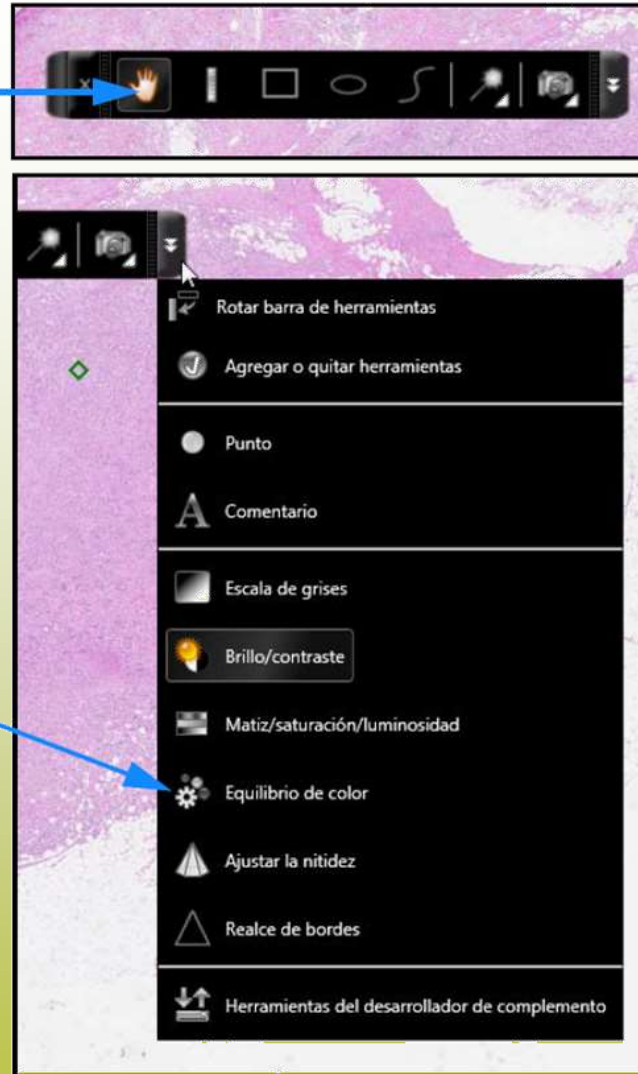 Rotar barra de herramientas
Agregar o quitar herramientas
Punto
A Comentario
Escala de grises
Brillo/contraste
Matiz/saturación/luminosidad
Equilibrio de color
Ajustar la nitidez
Realce de bordes
Herramientas del desarrollador de complemento